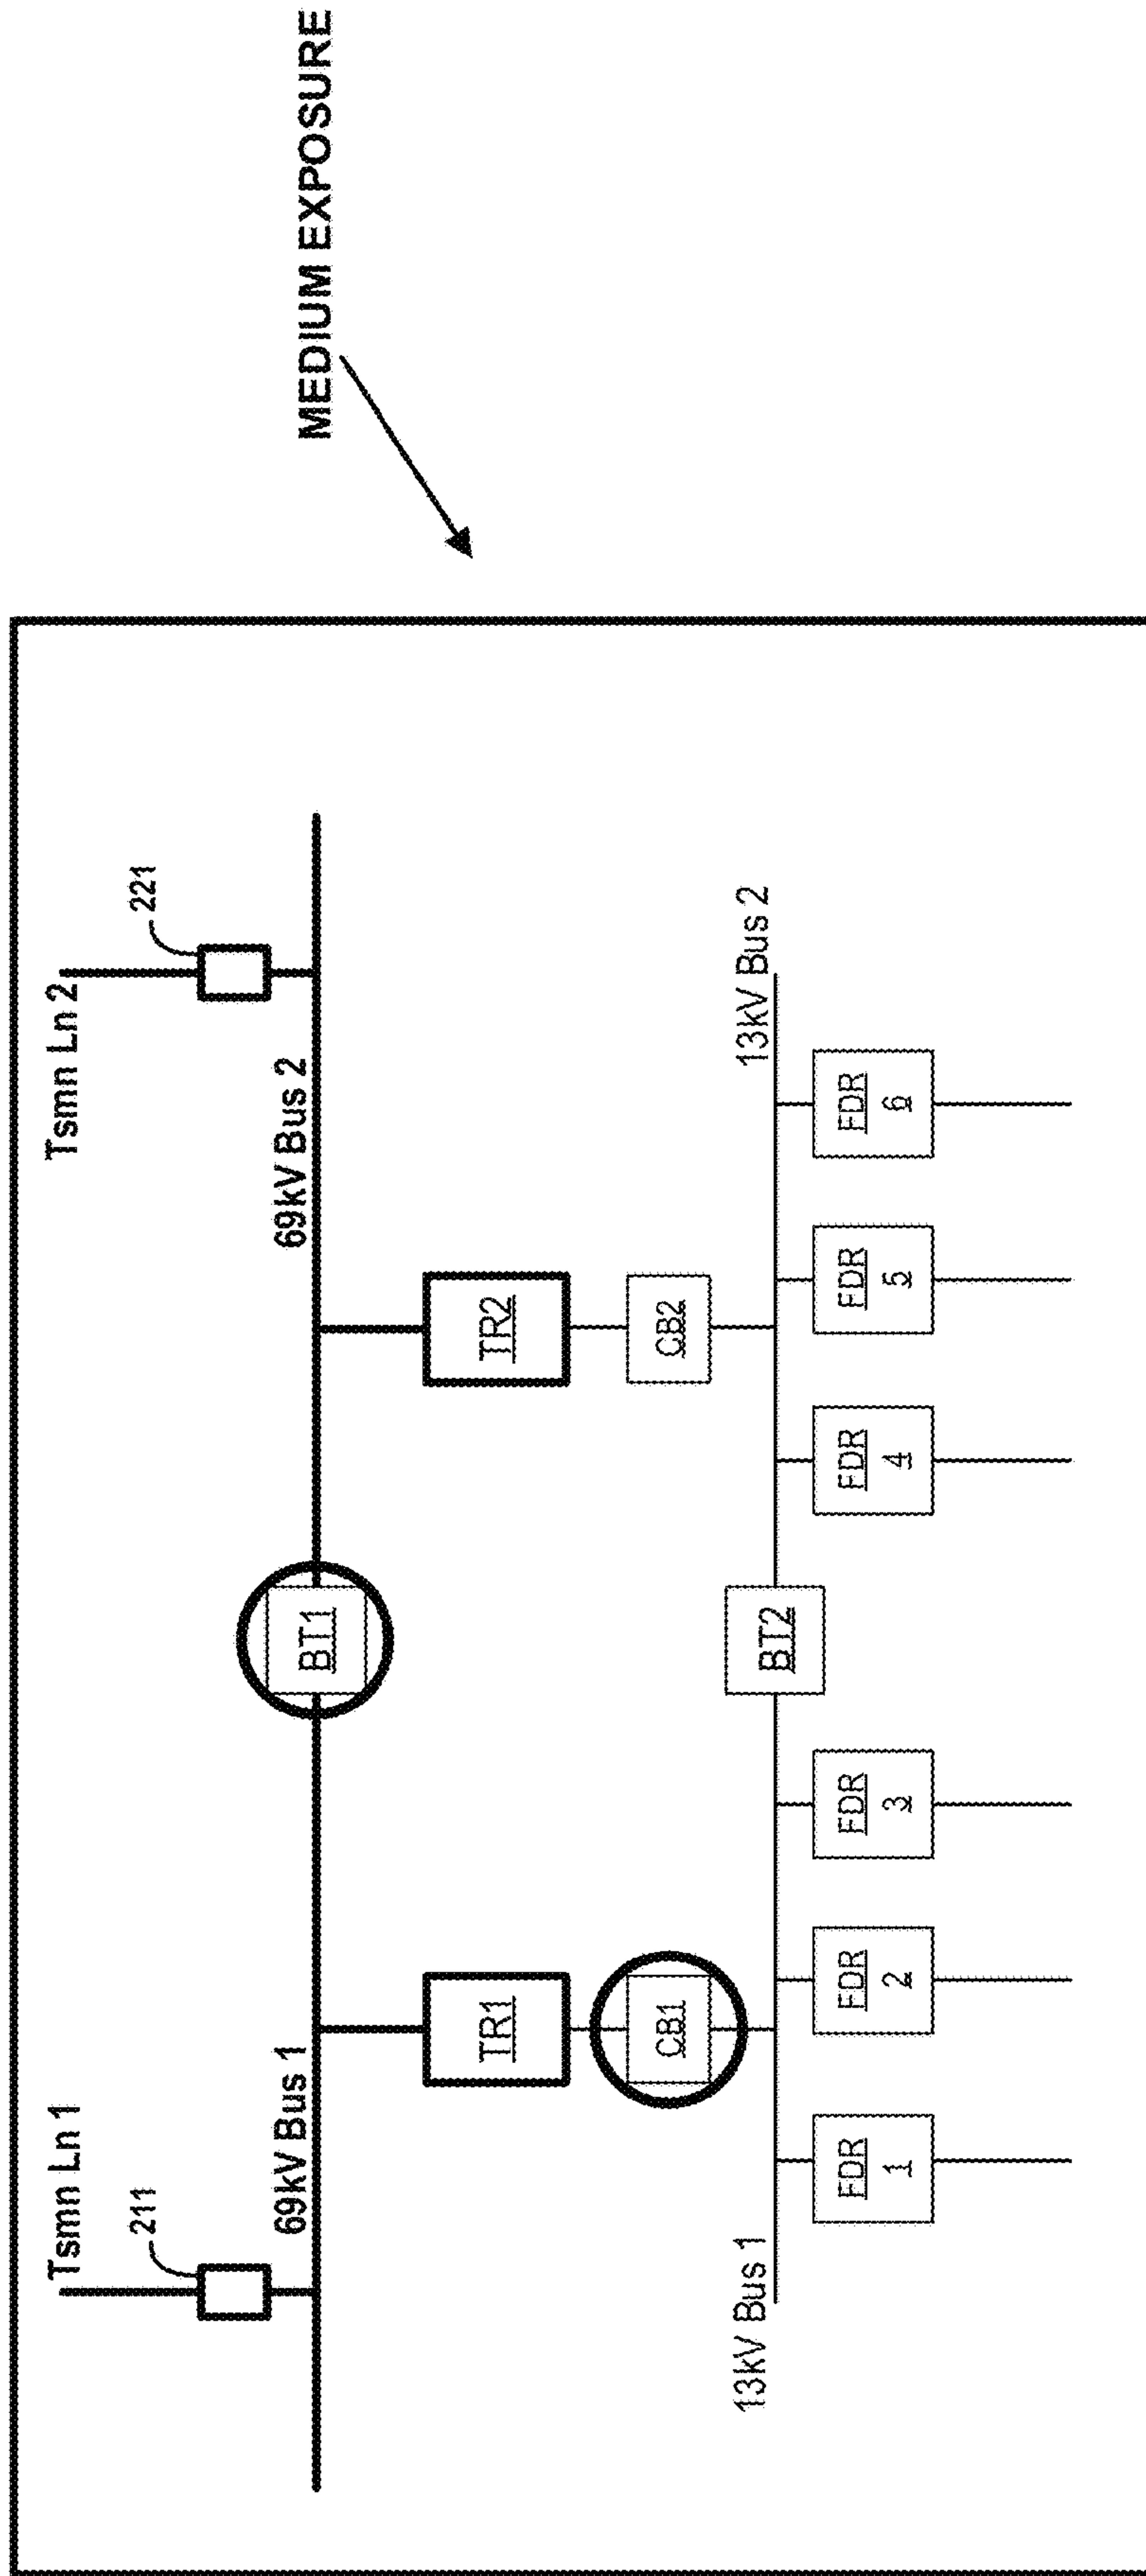 MEDIUM EXPOSURE
Tsmn Ln 1
Tsmn Ln 2
211
221
69kV Bus 1
69kV Bus 2
BT1
TR1
TR2
CB1
CB2
13kV Bus 1
13kV Bus 2
BT2
FDR
1
FDR
2
FDR
3
FDR
4
FDR
5
FDR
6